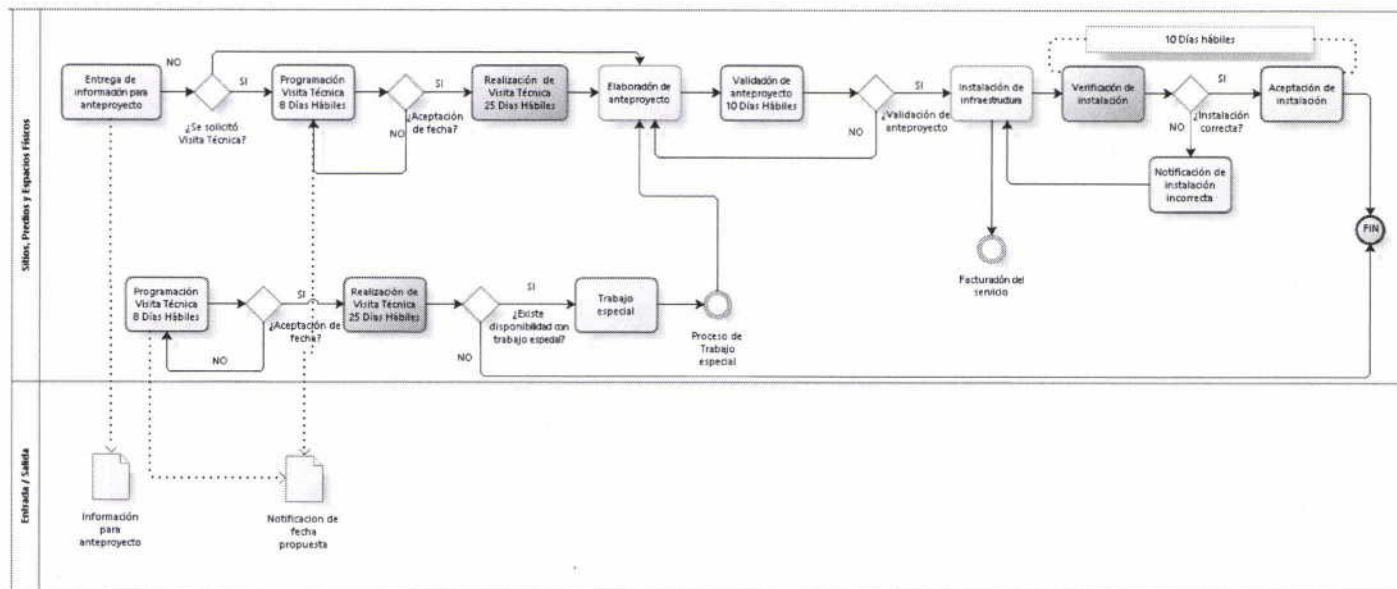 Sitios, Predios y Espacios Físicos
10 Días hábiles
Entrega de
información para
anteproyecto
NO
¿Se solicitó
Visita Técnica?
SI
Programación
Visita Técnica
8 Días Hábiles
SI
¿Aceptación
de fecha?
NO
Realización de
Visita Técnica
25 Días Hábiles
Elaboración de
anteproyecto
Validación de
anteproyecto
10 Días Hábiles
SI
¿Validación de
anteproyecto
NO
Instalación de
infraestructura
Verificación de
instalación
SI
¿Instalación
correcta?
NO
Aceptación de
instalación
Notificación de
instalación
incorrecta
FIN
Facturación del
servicio
Programación
Visita Técnica
8 Días Hábiles
SI
¿Aceptación de
fecha?
NO
Realización de
Visita Técnica
25 Días Hábiles
SI
¿Existe
disponibilidad con
trabajo especial?
NO
Trabajo
especial
Proceso de
Trabajo
especial
Entrada / Salida
Información
para
anteproyecto
Notificacion de
fecha
propuesta